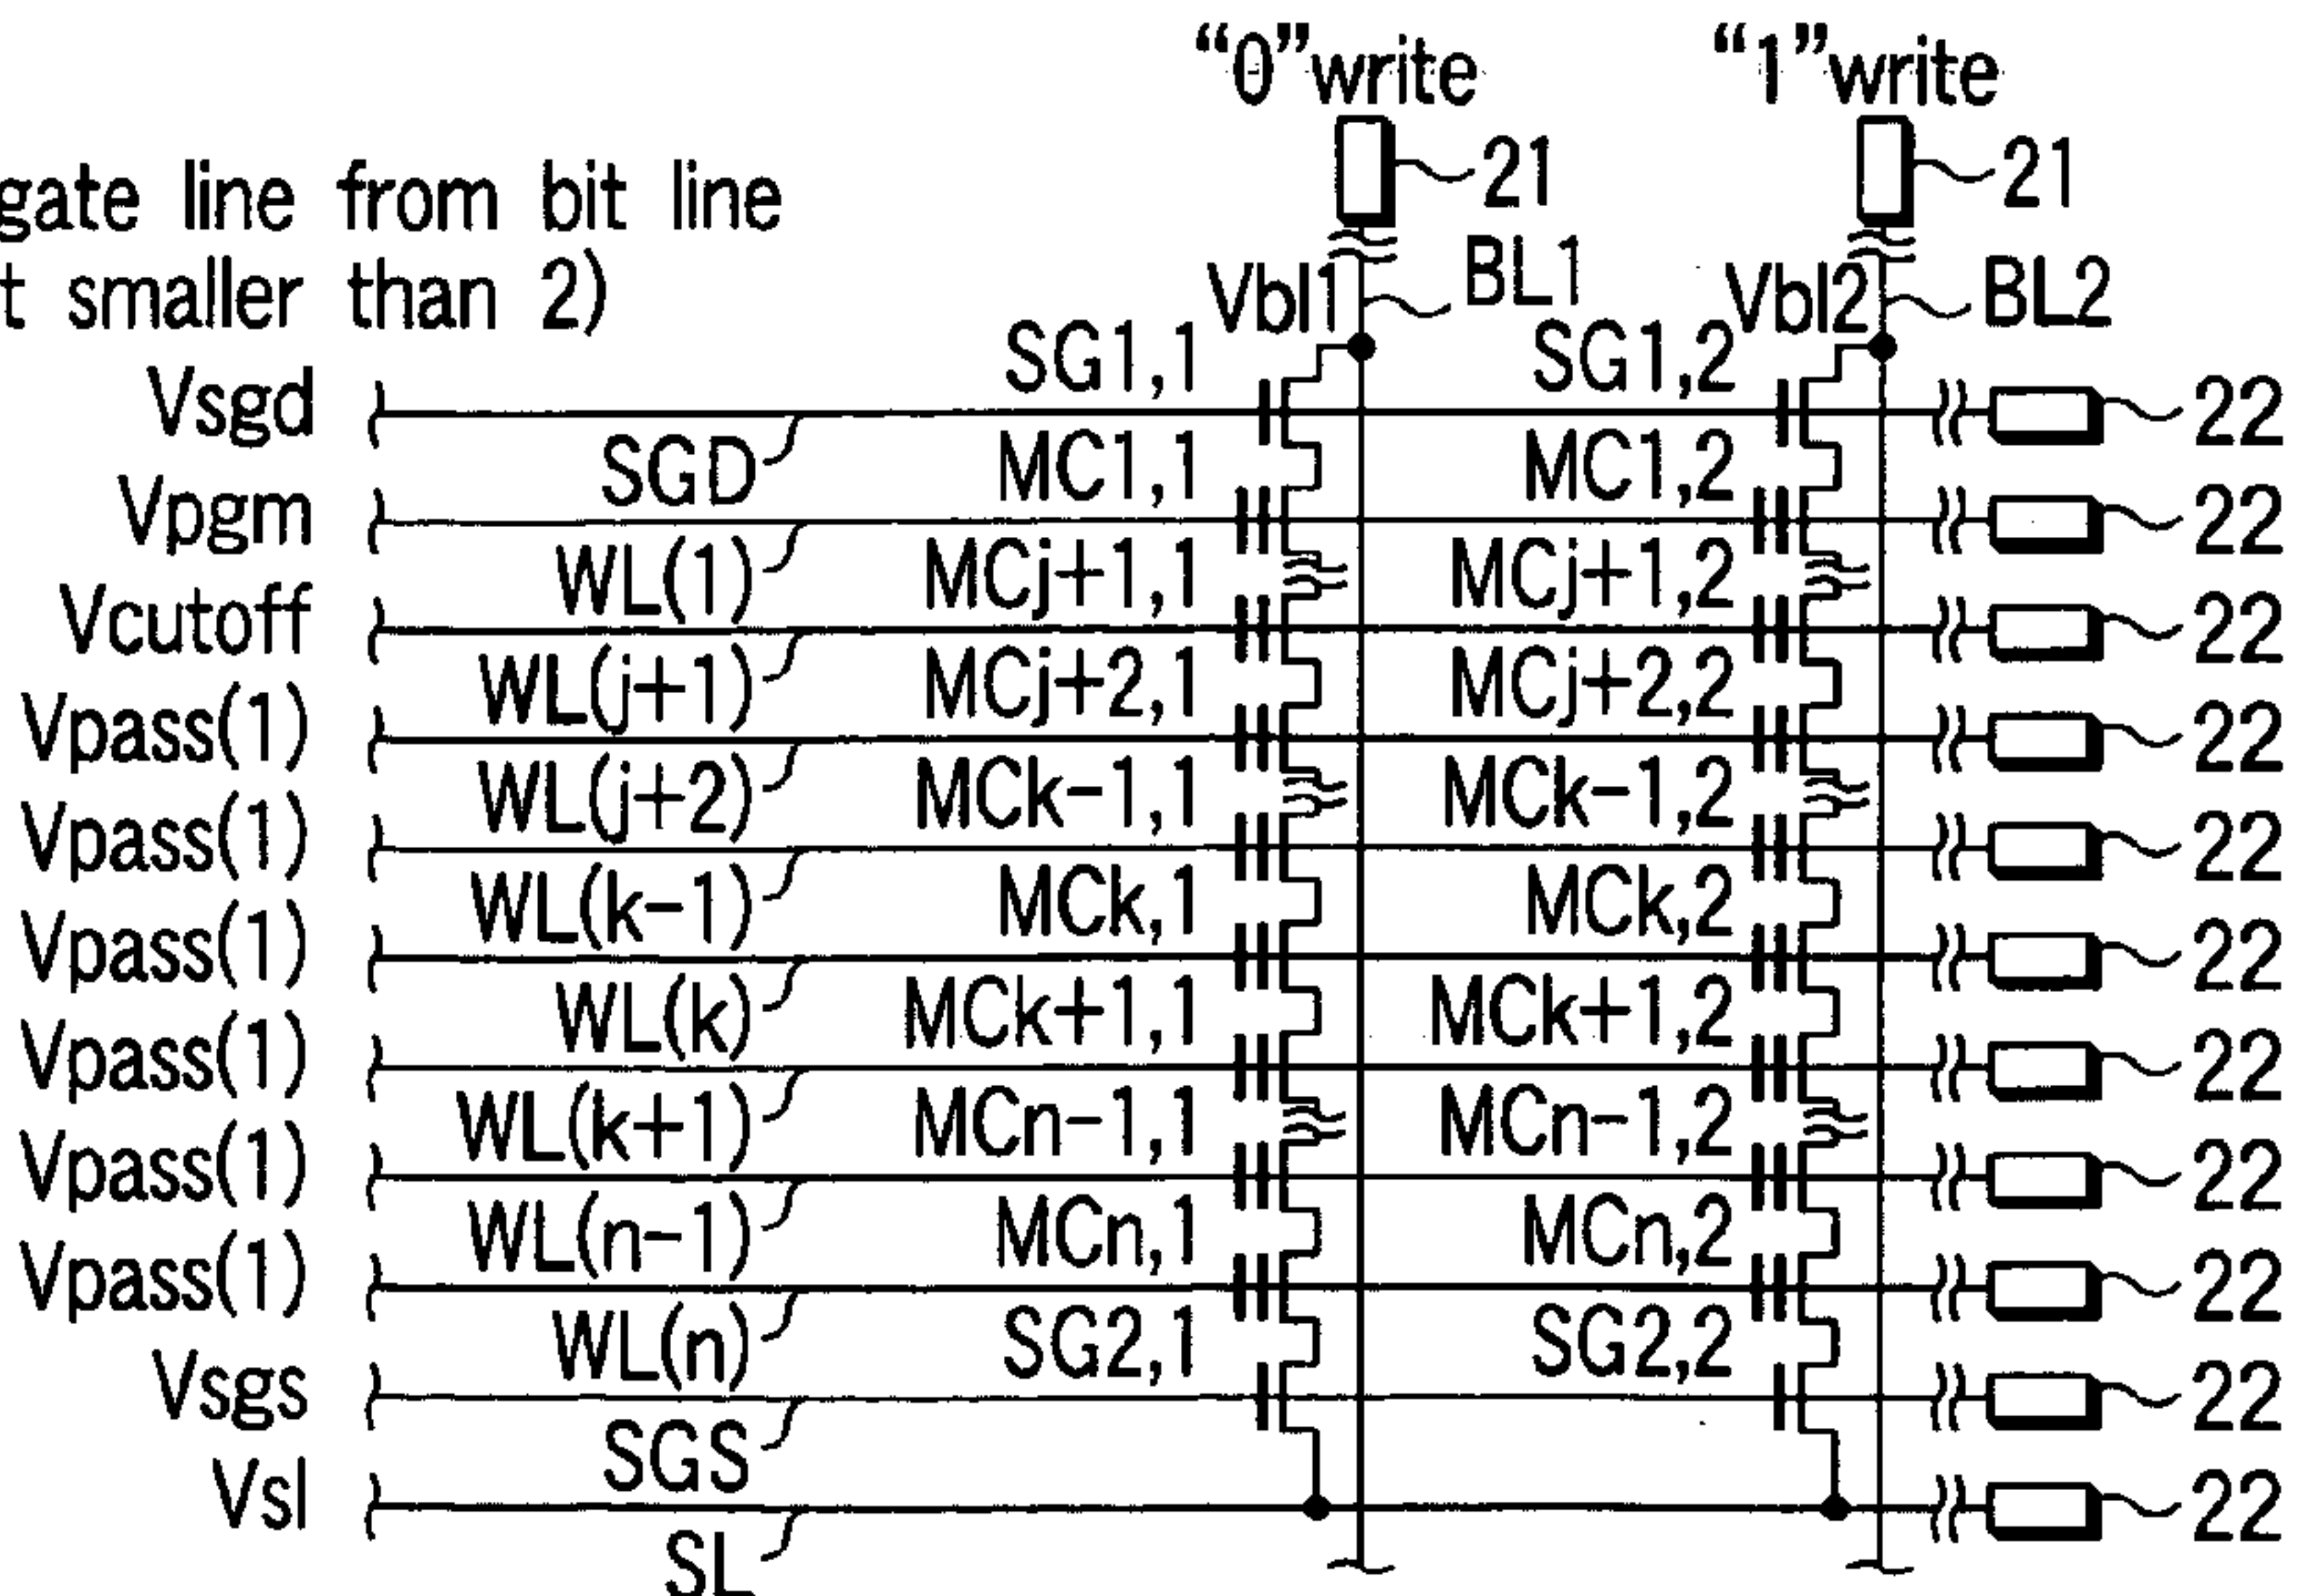 “0”write “1”write
21 21
gate line from bit line
BL1 BL2
t smaller than 2)
Vbl1 Vbl2
SG1,1 SG1,2
Vsgd 22
SGD MC1,1 MC1,2
Vpgm 22
WL(1) MCj+1,1 MCj+1,2
Vcutoff 22
WL(j+1) MCj+2,1 MCj+2,2
Vpass(1) 22
WL(j+2) MCk-1,1 MCk-1,2
Vpass(1) 22
WL(k-1) MCk,1 MCk,2
Vpass(1) 22
WL(k) MCk+1,1 MCk+1,2
Vpass(1) 22
WL(k+1) MCn-1,1 MCn-1,2
Vpass(1) 22
WL(n-1) MCn,1 MCn,2
Vpass(1) 22
WL(n) SG2,1 SG2,2
Vsgs 22
SGS
Vsl 22
SL